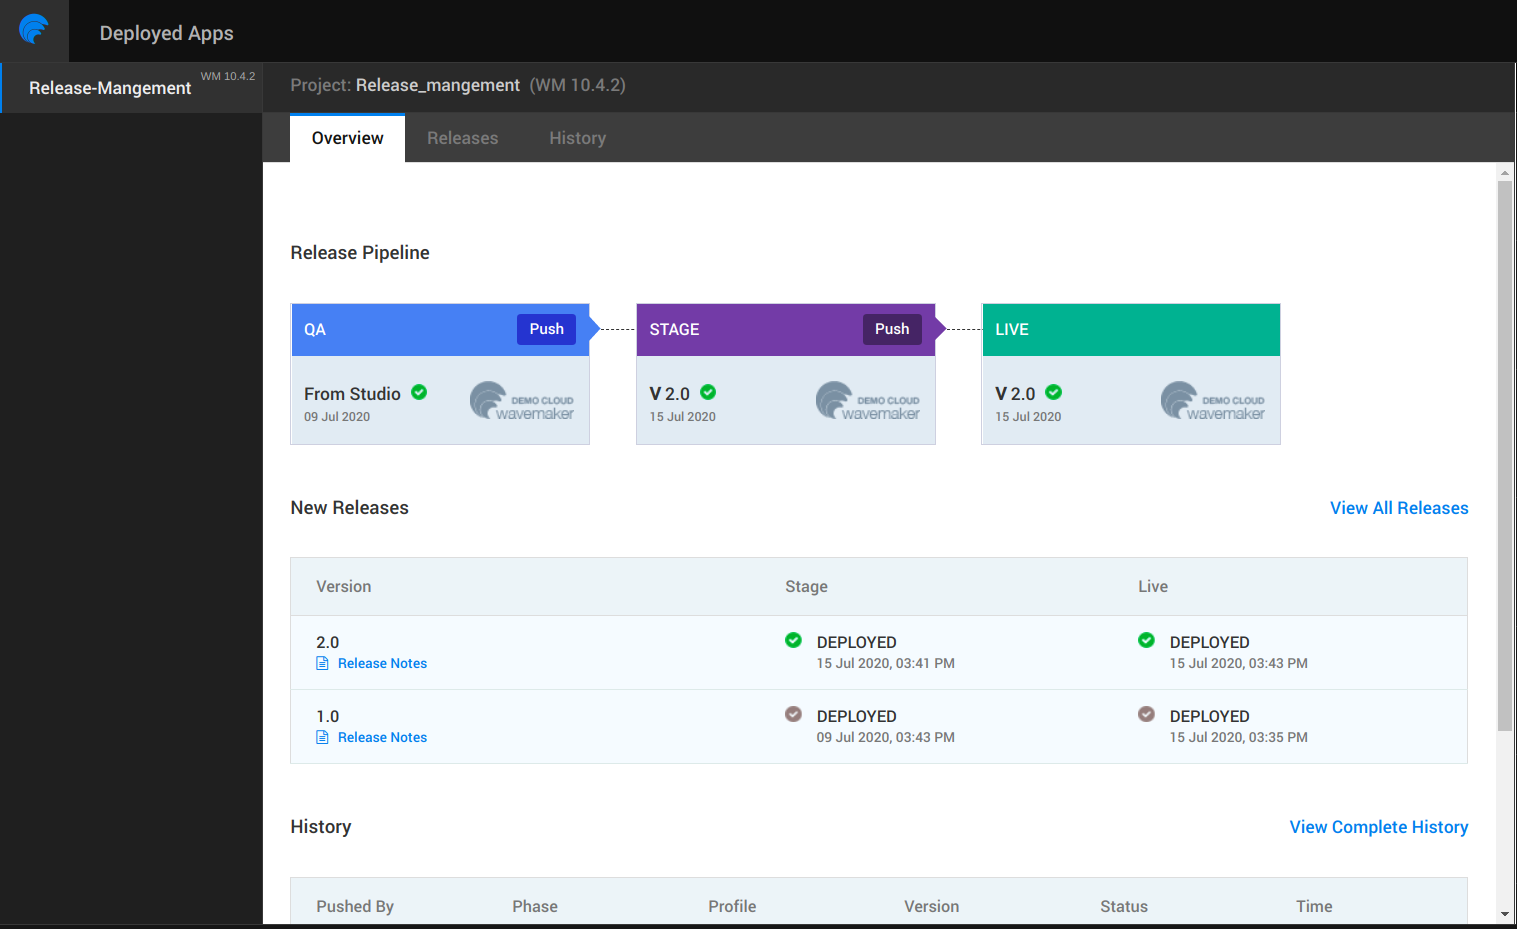 Deployed Apps
Release-Mangement WM 10.4.2
Project: Release_mangement (WM 10.4.2)
Overview Releases History
Release Pipeline
QA Push STAGE Push LIVE
From Studio V 2.0 V 2.0
09 Jul 2020 15 Jul 2020 15 Jul 2020
DEMO CLOUD DEMO CLOUD DEMO CLOUD
wavemaker wavemaker wavemaker
New Releases View All Releases
Version Stage Live
2.0 DEPLOYED DEPLOYED
Release Notes 15 Jul 2020, 03:41 PM 15 Jul 2020, 03:43 PM
1.0 DEPLOYED DEPLOYED
Release Notes 09 Jul 2020, 03:43 PM 15 Jul 2020, 03:35 PM
History View Complete History
Pushed By Phase Profile Version Status Time